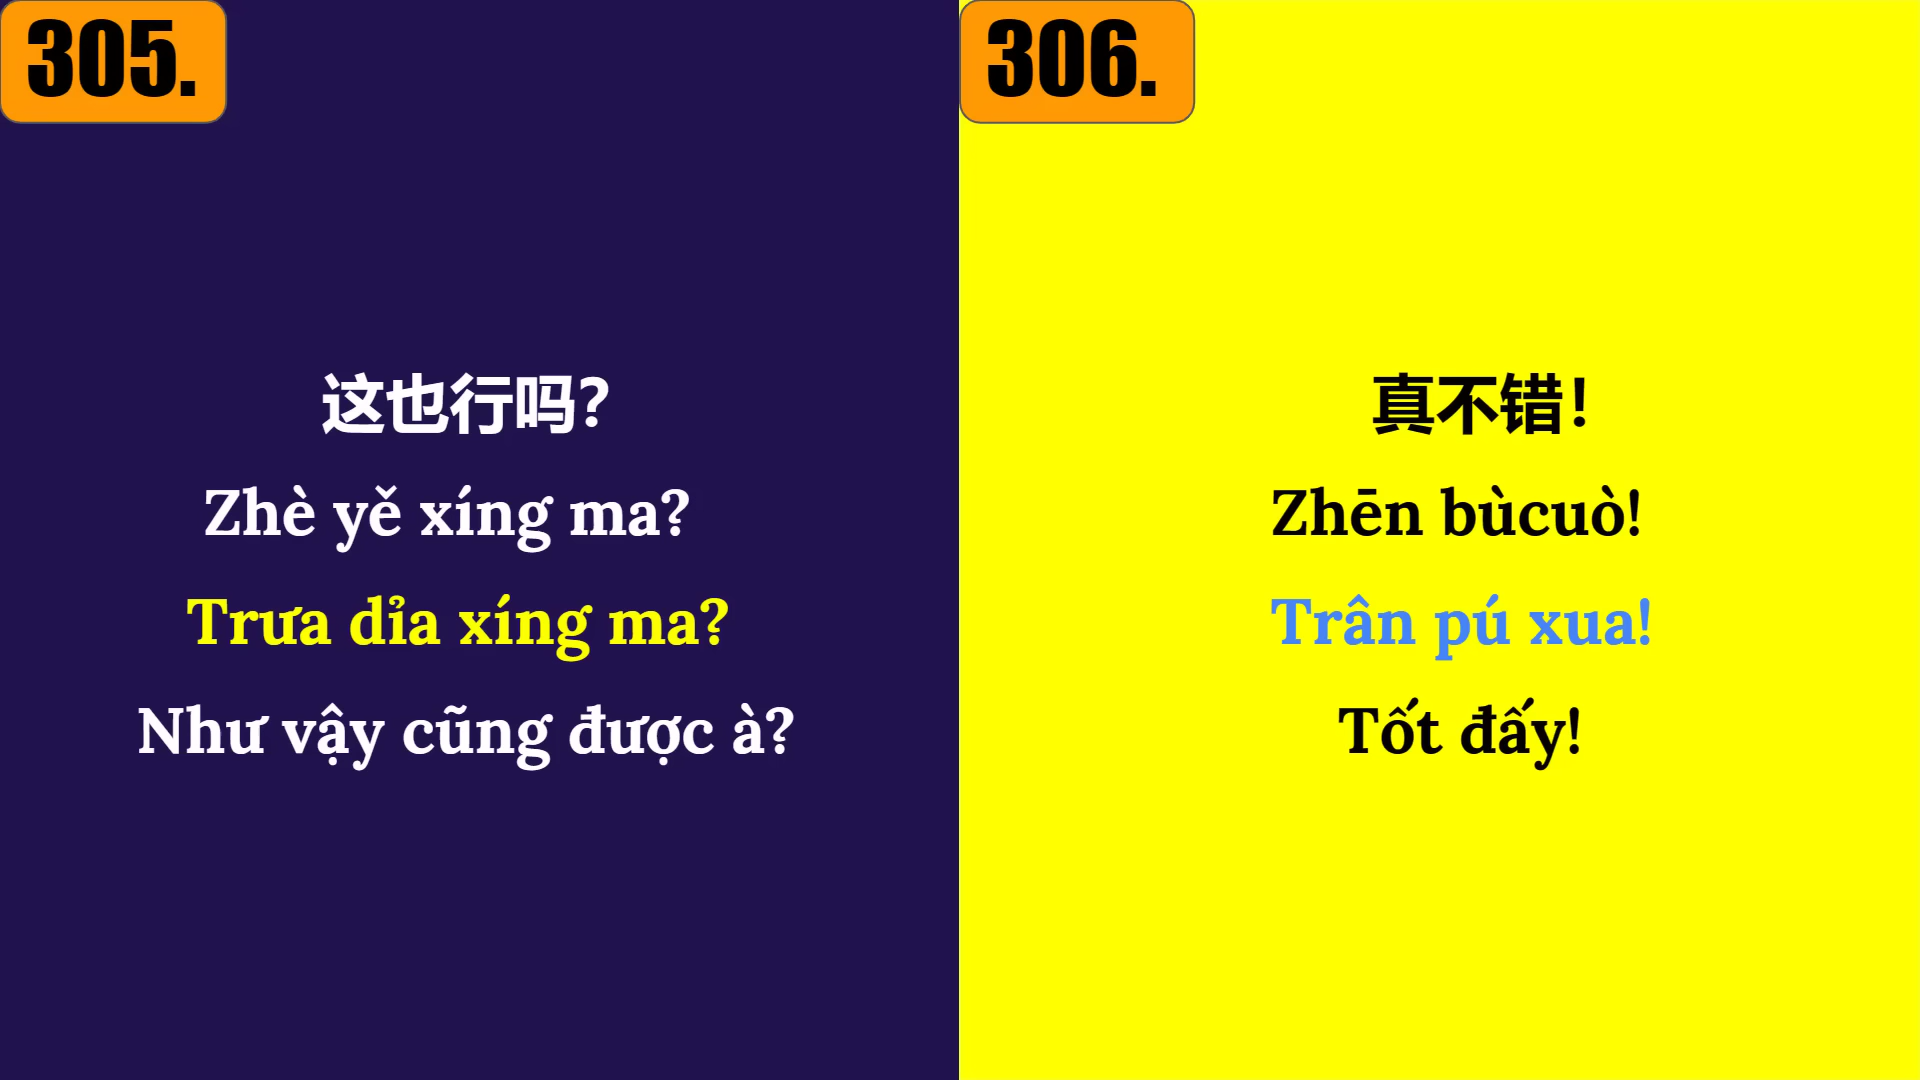 305.
这也行吗?
Zhè yě xíng ma?
Trưa dỉa xíng ma?
Như vậy cũng được à?
306.
真不错!
Zhēn bùcuò!
Trân pú xua!
Tốt đấy!